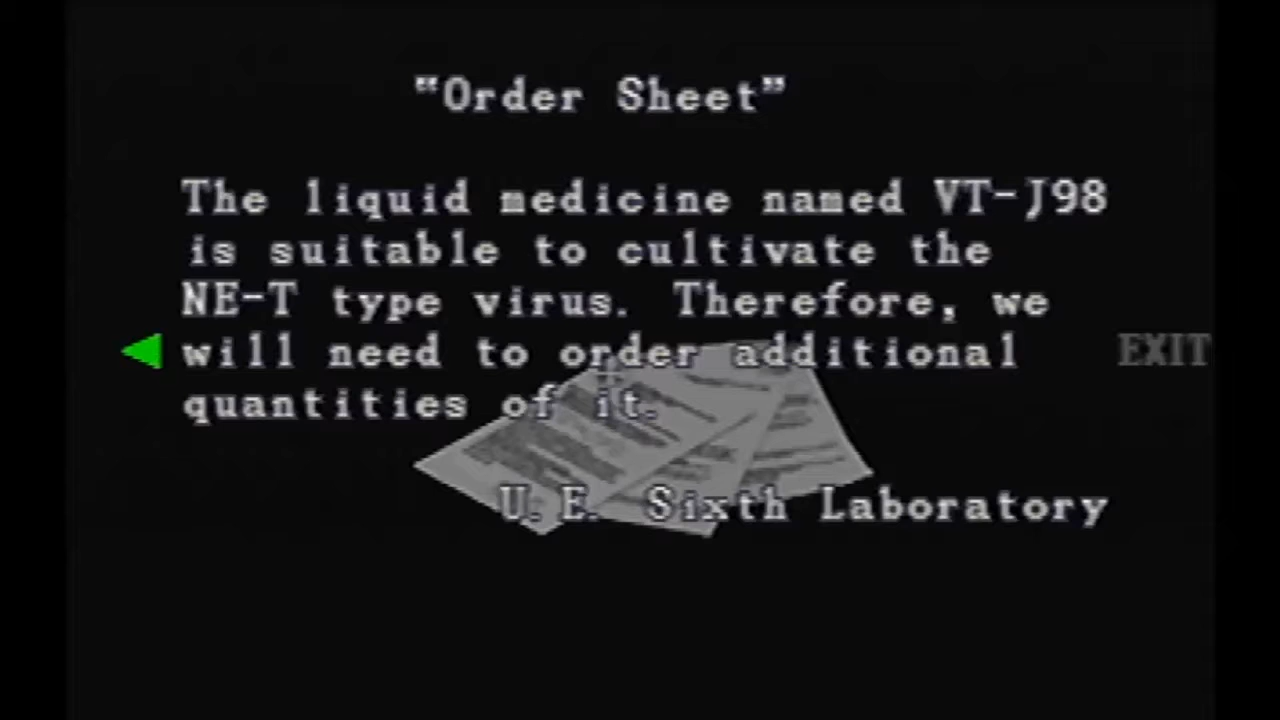 "Order Sheet"
The liquid medicine named VT-J98
is suitable to cultivate the
NE-T type virus. Therefore, we
will need to order additional
quantities of it.
EXIT
U.E. Sixth Laboratory